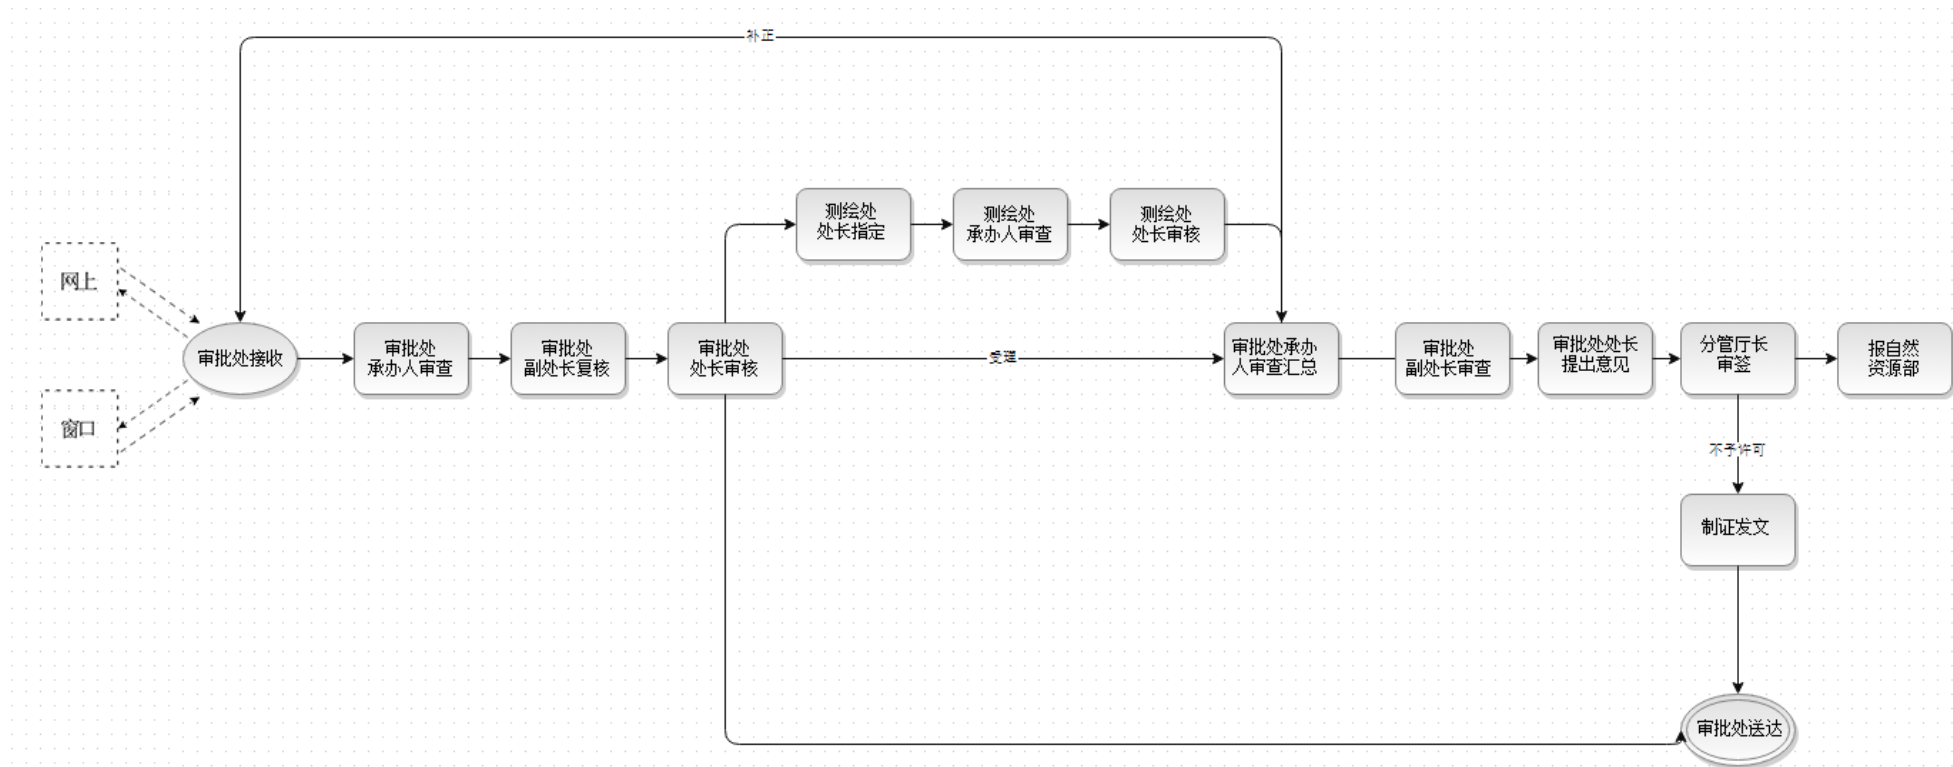 补正
测绘处
处长指定
测绘处
承办人审查
测绘处
处长审核
网上
窗口
审批处接收
审批处
承办人审查
审批处
副处长复核
审批处
处长审核
受理
审批处承办
人审查汇总
审批处
副处长审查
审批处处长
提出意见
分管厅长
审签
报自然
资源部
不予许可
制证发文
审批处送达